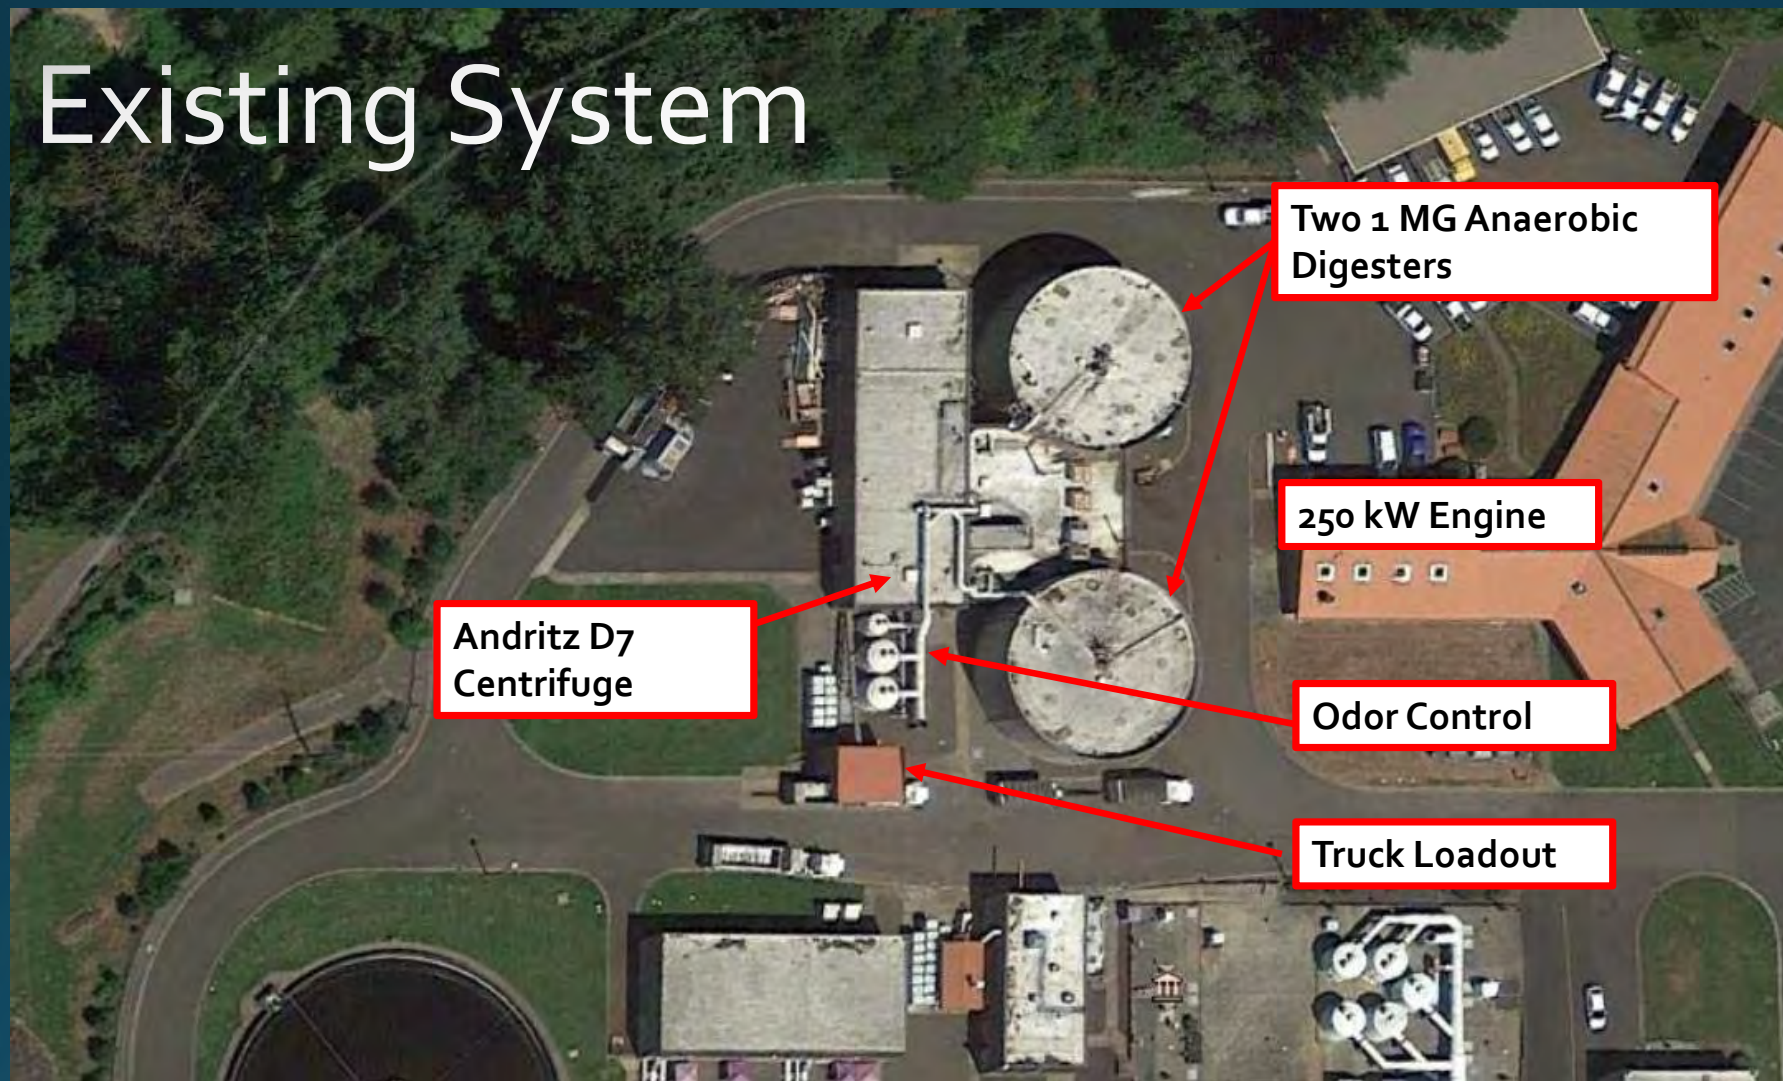 Existing System
Two 1 MG Anaerobic
Digesters
250 kW Engine
Andritz D7
Centrifuge
Odor Control
Truck Loadout